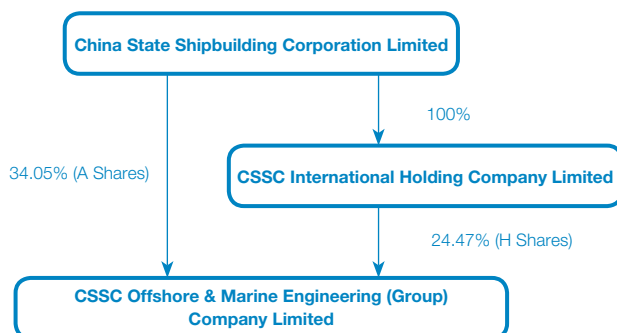 China State Shipbuilding Corporation Limited
100%
34.05% (A Shares)
CSSC International Holding Company Limited
24.47% (H Shares)
CSSC Offshore & Marine Engineering (Group)
Company Limited